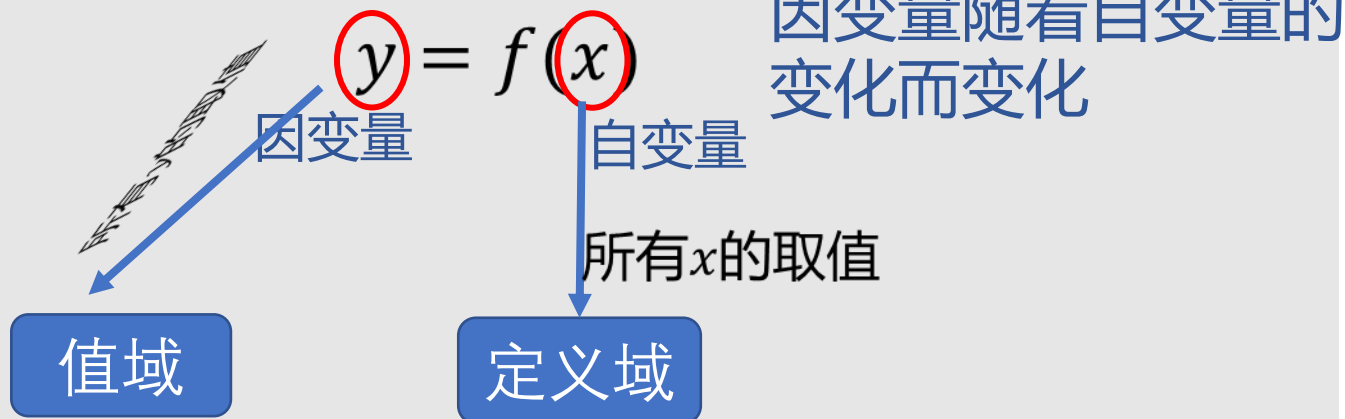 y = f(x)
因变量随着自变量的
变化而变化
因变量
自变量
所有x的取值
值域
定义域